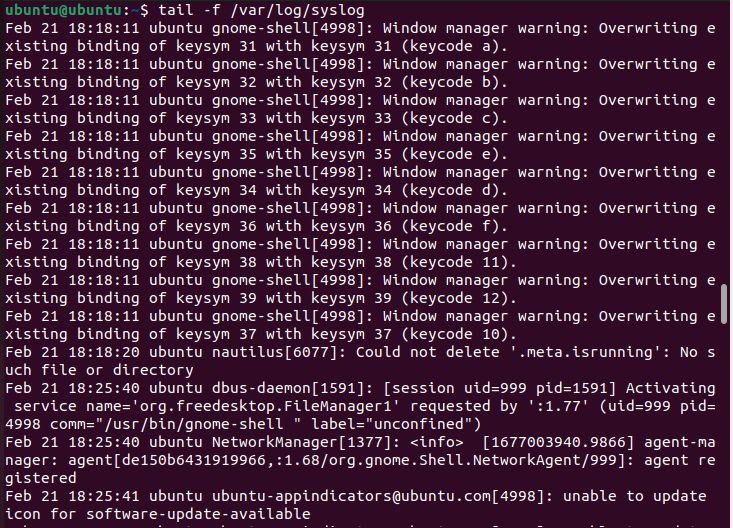 ubuntu@ubuntu:~$ tail -f /var/log/syslog
Feb 21 18:18:11 ubuntu gnome-shell[4998]: Window manager warning: Overwriting e
xisting binding of keysym 31 with keysym 31 (keycode a).
Feb 21 18:18:11 ubuntu gnome-shell[4998]: Window manager warning: Overwriting e
xisting binding of keysym 32 with keysym 32 (keycode b).
Feb 21 18:18:11 ubuntu gnome-shell[4998]: Window manager warning: Overwriting e
xisting binding of keysym 33 with keysym 33 (keycode c).
Feb 21 18:18:11 ubuntu gnome-shell[4998]: Window manager warning: Overwriting e
xisting binding of keysym 35 with keysym 35 (keycode e).
Feb 21 18:18:11 ubuntu gnome-shell[4998]: Window manager warning: Overwriting e
xisting binding of keysym 34 with keysym 34 (keycode d).
Feb 21 18:18:11 ubuntu gnome-shell[4998]: Window manager warning: Overwriting e
xisting binding of keysym 36 with keysym 36 (keycode f).
Feb 21 18:18:11 ubuntu gnome-shell[4998]: Window manager warning: Overwriting e
xisting binding of keysym 38 with keysym 38 (keycode 11).
Feb 21 18:18:11 ubuntu gnome-shell[4998]: Window manager warning: Overwriting e
xisting binding of keysym 39 with keysym 39 (keycode 12).
Feb 21 18:18:11 ubuntu gnome-shell[4998]: Window manager warning: Overwriting e
xisting binding of keysym 37 with keysym 37 (keycode 10).
Feb 21 18:18:20 ubuntu nautilus[6077]: Could not delete '.meta.isrunning': No s
uch file or directory
Feb 21 18:25:40 ubuntu dbus-daemon[1591]: [session uid=999 pid=1591] Activating
 service name='org.freedesktop.FileManager1' requested by ':1.77' (uid=999 pid=
4998 comm="/usr/bin/gnome-shell " label="unconfined")
Feb 21 18:25:40 ubuntu NetworkManager[1377]: <info>  [1677003940.9866] agent-ma
nager: agent[de150b6431919966,:1.68/org.gnome.Shell.NetworkAgent/999]: agent re
gistered
Feb 21 18:25:41 ubuntu ubuntu-appindicators@ubuntu.com[4998]: unable to update
icon for software-update-available